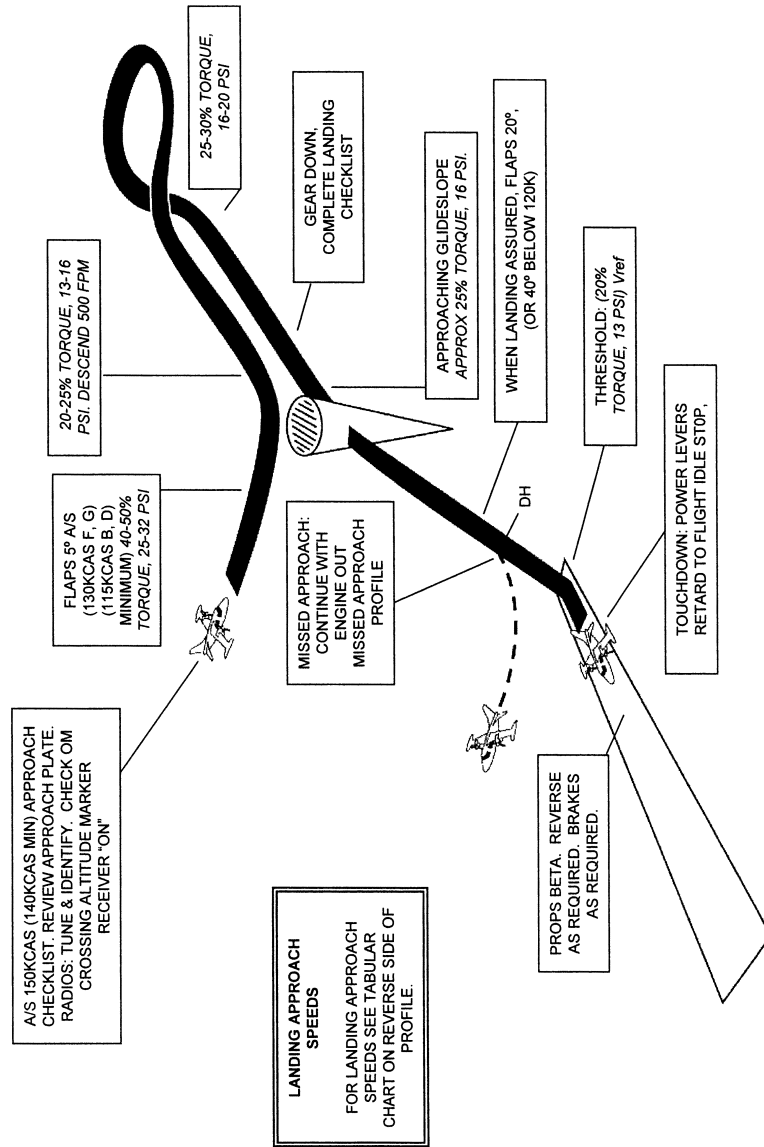 A/S 150KCAS (140KCAS MIN) APPROACH
CHECKLIST. REVIEW APPROACH PLATE.
RADIOS: TUNE & IDENTIFY. CHECK OM
CROSSING ALTITUDE MARKER
RECEIVER "ON"
FLAPS 5º A/S
(130KCAS F, G)
(115KCAS B, D)
MINIMUM) 40-50%
TORQUE, 25-32 PSI
20-25% TORQUE, 13-16
PSI. DESCEND 500 FPM
25-30% TORQUE,
16-20 PSI
GEAR DOWN,
COMPLETE LANDING
CHECKLIST
APPROACHING GLIDESLOPE
APPROX 25% TORQUE, 16 PSI.
WHEN LANDING ASSURED, FLAPS 20º,
(OR 40º BELOW 120K)
MISSED APPROACH:
CONTINUE WITH
ENGINE OUT
MISSED APPROACH
PROFILE
DH
THRESHOLD: (20%
TORQUE, 13 PSI) Vref
TOUCHDOWN: POWER LEVERS
RETARD TO FLIGHT IDLE STOP,
PROPS BETA. REVERSE
AS REQUIRED. BRAKES
AS REQUIRED.
LANDING APPROACH
SPEEDS
FOR LANDING APPROACH
SPEEDS SEE TABULAR
CHART ON REVERSE SIDE OF
PROFILE.